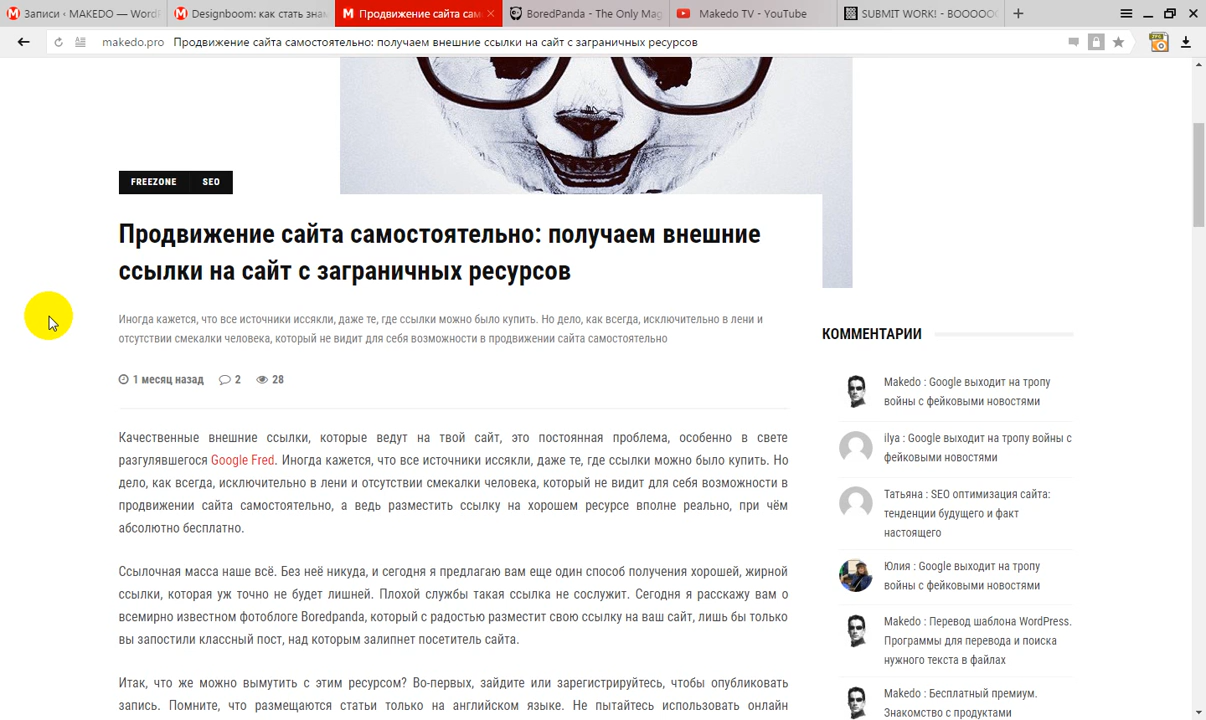 Записи ‹ MAKEDO — Word
Designboom: как стать зна
Продвижение сайта сам
BoredPanda - The Only Mag
Makedo TV - YouTube
SUBMIT WORK! - BOOOOO
makedo.pro Продвижение сайта самостоятельно: получаем внешние ссылки на сайт с заграничных ресурсов
FREEZONE SEO
Продвижение сайта самостоятельно: получаем внешние
ссылки на сайт с заграничных ресурсов
Иногда кажется, что все источники иссякли, даже те, где ссылки можно было купить. Но дело, как всегда, исключительно в лени и
отсутствии смекалки человека, который не видит для себя возможности в продвижении сайта самостоятельно
1 месяц назад 2 28
Качественные внешние ссылки, которые ведут на твой сайт, это постоянная проблема, особенно в свете
разгулявшегося Google Fred. Иногда кажется, что все источники иссякли, даже те, где ссылки можно было купить. Но
дело, как всегда, исключительно в лени и отсутствии смекалки человека, который не видит для себя возможности в
продвижении сайта самостоятельно, а ведь разместить ссылку на хорошем ресурсе вполне реально, при чём
абсолютно бесплатно.
Ссылочная масса наше всё. Без неё никуда, и сегодня я предлагаю вам еще один способ получения хорошей, жирной
ссылки, которая уж точно не будет лишней. Плохой службы такая ссылка не сослужит. Сегодня я расскажу вам о
всемирно известном фотоблоге Boredpanda, который с радостью разместит свою ссылку на ваш сайт, лишь бы только
вы запостили классный пост, над которым залипнет посетитель сайта.
Итак, что же можно вымутить с этим ресурсом? Во-первых, зайдите или зарегистрируйтесь, чтобы опубликовать
запись. Помните, что размещаются статьи только на английском языке. Не пытайтесь использовать онлайн
КОММЕНТАРИИ
Makedo : Google выходит на тропу
войны с фейковыми новостями
ilya : Google выходит на тропу войны с
фейковыми новостями
Татьяна : SEO оптимизация сайта:
тенденции будущего и факт
настоящего
Юлия : Google выходит на тропу
войны с фейковыми новостями
Makedo : Перевод шаблона WordPress.
Программы для перевода и поиска
нужного текста в файлах
Makedo : Бесплатный премиум.
Знакомство с продуктами